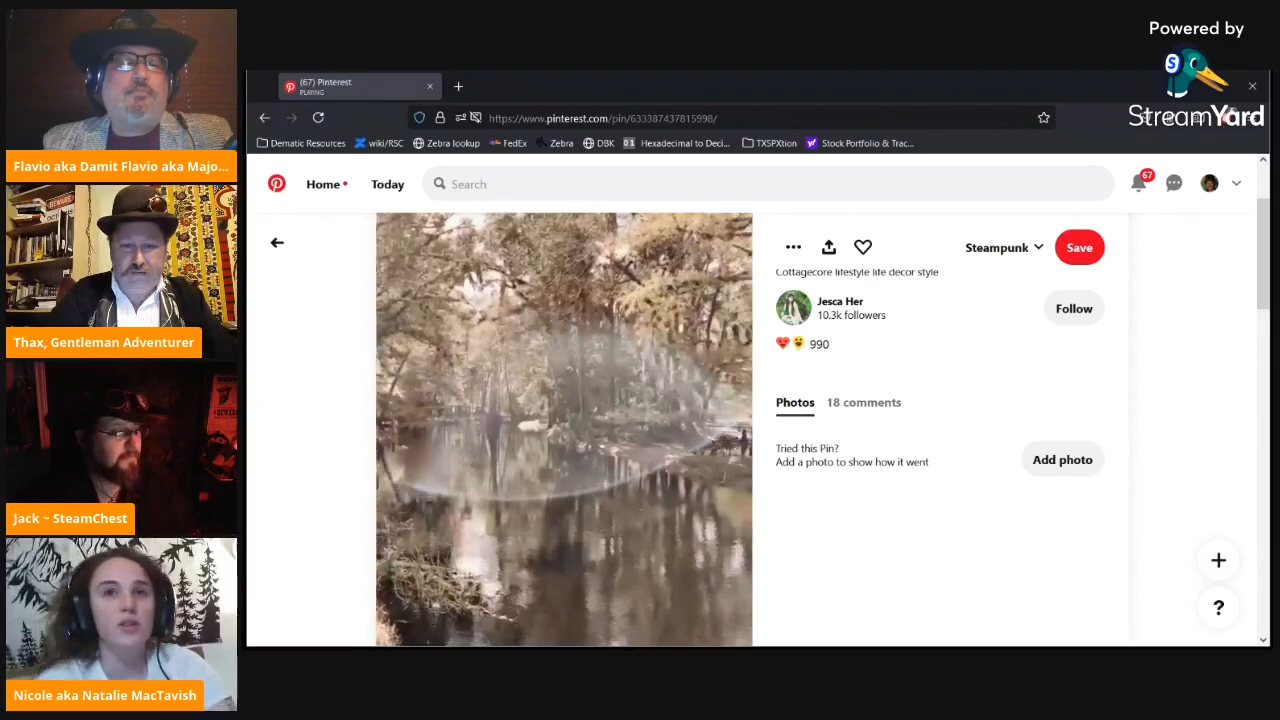 Powered by
StreamYard
Flavio aka Damit Flavio aka Majo...
Thax, Gentleman Adventurer
Jack ~ SteamChest
Nicole aka Natalie MacTavish
BEWARE
(67) Pinterest
PLAYING
https://www.pinterest.com/pin/633387437815998/
Dematic Resources wiki/RSC Zebra lookup FedEx Zebra DBK 01 Hexadecimal to Deci... TXSPXtion Stock Portfolio & Trac...
Home Today Search 67
Steampunk Save
Cottagecore lifestyle life decor style
Jesca Her
10.3k followers
Follow
990
Photos 18 comments
Tried this Pin?
Add a photo to show how it went
Add photo
+
?